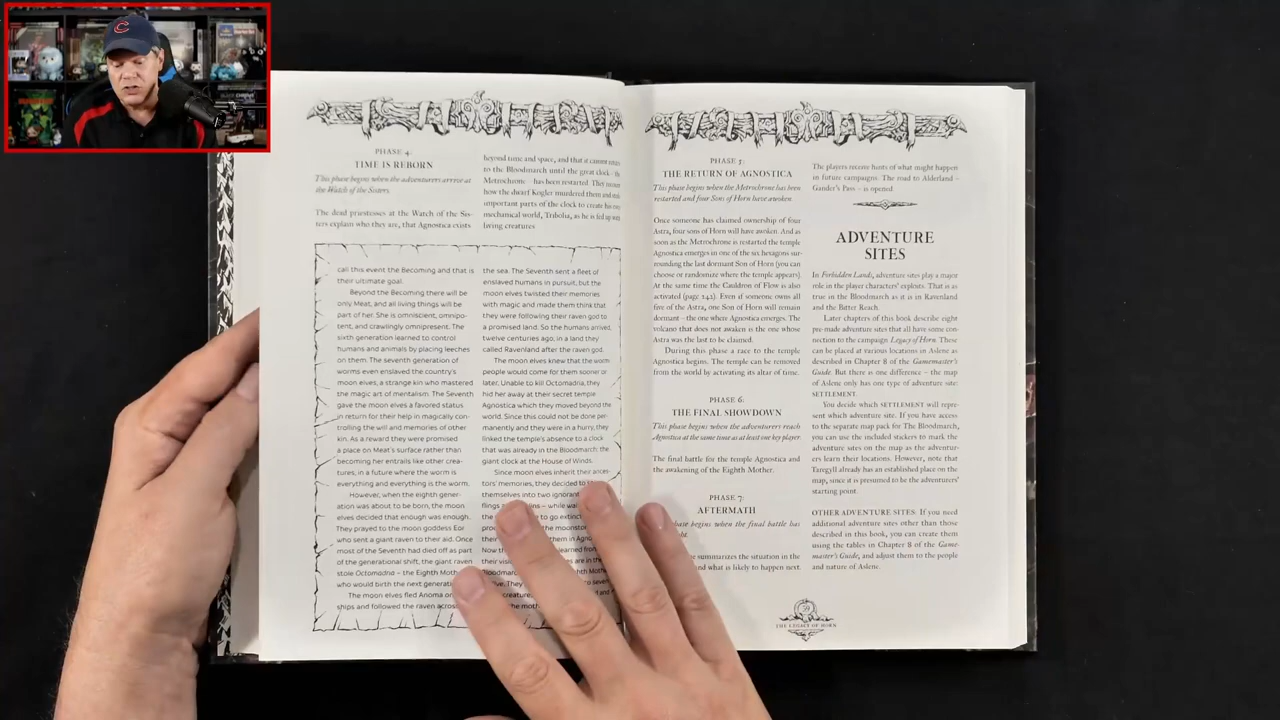 PHASE 4:
TIME IS REBORN
This phase begins when the adventurers arrive at
the Watch of the Sisters.
The dead priestesses at the Watch of the Sis-
ters explain who they are, that Agnostica exists
beyond time and space, and that it cannot return
to the Bloodmarch until the great clock – the
Metrochrone – has been restarted. They
how the dwarf Kogler murdered them and stole
important parts of the clock to create his own
mechanical world, Tribolia, as he is fed up with
living creatures
call this event the Becoming and that is
their ultimate goal.
Beyond the Becoming there will be
only Meat, and all living things will be
part of her. She is omniscient, omnipo-
tent, and crawlingly omnipresent. The
sixth generation learned to control
humans and animals by placing leeches
on them. The seventh generation of
worms even enslaved the country's
moon elves, a strange kin who mastered
the magic art of mentalism. The Seventh
gave the moon elves a favored status
in return for their help in magically con-
trolling the will and memories of other
kin. As a reward they were promised
a place on Meat's surface rather than
becoming her entrails like other crea-
tures, in a future where the worm is
everything and everything is the worm.
However, when the eighth gener-
ation was about to be born, the moon
elves decided that enough was enough.
They prayed to the moon goddess Eor
who sent a giant raven to their aid. Once
most of the Seventh had died off as part
of the generational shift, the giant raven
stole Octomadria – the Eighth Mother
who would birth the next generation
The moon elves fled Anoma on
ships and followed the raven across
the sea. The Seventh sent a fleet of
enslaved humans in pursuit, but the
moon elves twisted their memories
with magic and made them think that
they were following their raven god to
a promised land. So the humans arrived,
twelve centuries ago, in a land they
called Ravenland after the raven god.
The moon elves knew that the worm
people would come for them sooner or
later. Unable to kill Octomadria, they
hid her away at their secret temple
Agnostica which they moved beyond the
world. Since this could not be done per-
manently and they were in a hurry, they
linked the temple's absence to a clock
that was already in the Bloodmarch: the
giant clock at the House of Winds.
Since moon elves inherit their ances-
tors' memories, they decided to
themselves into two ignorant
to go extinct
PHASE 5:
THE RETURN OF AGNOSTICA
This phase begins when the Metrochrone has been
restarted and four Sons of Horn have awoken.
Once someone has claimed ownership of four
Astra, four sons of Horn will have awoken. And as
soon as the Metrochrone is restarted the temple
Agnostica emerges in one of the six hexagons sur-
rounding the last dormant Son of Horn (you can
choose or randomize where the temple appears).
At the same time the Cauldron of Flow is also
activated (page 142). Even if someone owns all
five of the Astra, one Son of Horn will remain
dormant – the one where Agnostica emerges. The
volcano that does not awaken is the one whose
Astra was the last to be claimed.
During this phase a race to the temple
Agnostica begins. The temple can be removed
from the world by activating its altar of time.
PHASE 6:
THE FINAL SHOWDOWN
This phase begins when the adventurers reach
Agnostica at the same time as at least one key player.
The final battle for the temple Agnostica and
the awakening of the Eighth Mother.
PHASE 7:
AFTERMATH
phase begins when the final battle has
summarizes the situation in the
and what is likely to happen next.
The players receive hints of what might happen
in future campaigns. The road to Alderland –
Gander's Pass – is opened.
ADVENTURE
SITES
In Forbidden Lands, adventure sites play a major
role in the player characters' exploits. That is as
true in the Bloodmarch as it is in Ravenland
and the Bitter Reach.
Later chapters of this book describe eight
pre-made adventure sites that all have some con-
nection to the campaign Legacy of Horn. These
can be placed at various locations in Aslene as
described in Chapter 8 of the Gamemaster's
Guide. But there is one difference – the map
of Aslene only has one type of adventure site:
SETTLEMENT.
You decide which SETTLEMENT will repre-
sent which adventure site. If you have access
to the separate map pack for The Bloodmarch,
you can use the included stickers to mark the
adventure sites on the map as the adventur-
ers learn their locations. However, note that
Taregyll already has an established place on the
map, since it is presumed to be the adventurers'
starting point.
OTHER ADVENTURE SITES: If you need
additional adventure sites other than those
described in this book, you can create them
using the tables in Chapter 8 of the Game-
master's Guide, and adjust them to the people
and nature of Aslene.
59
THE LEGACY OF HORN